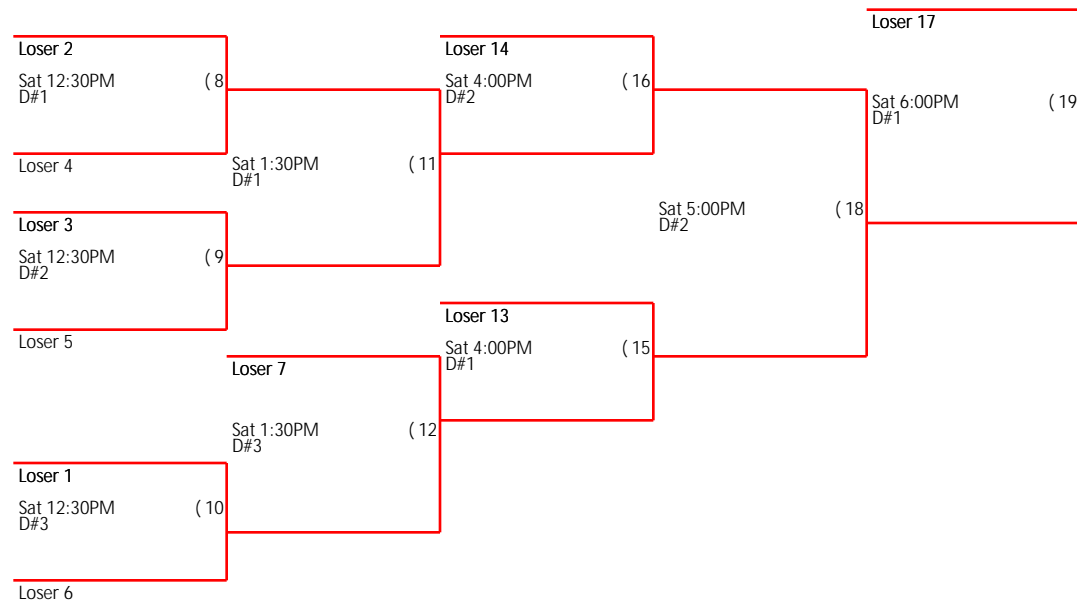 Loser 17
Loser 2
Loser 14
Sat 12:30PM (8
D#1
Sat 4:00PM (16
D#2
Sat 6:00PM (19
D#1
Loser 4
Sat 1:30PM (11
D#1
Loser 3
Sat 5:00PM (18
D#2
Sat 12:30PM (9
D#2
Loser 13
Loser 5
Sat 4:00PM (15
D#1
Loser 7
Sat 1:30PM (12
D#3
Loser 1
Sat 12:30PM (10
D#3
Loser 6